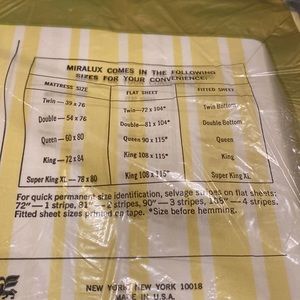 MIRALUX COMES IN THE FOLLOWING
SIZES FOR YOUR CONVENIENCE:
MATTRESS SIZE FLAT SHEET FITTED SHEET
Twin — 39 x 76 Twin—72 x 104" Twin Bottom
Double — 54 x 76 Double—81 x 104" Double Bottom
Queen — 60 x 80 Queen 90 x 115" Queen
King — 72 x 84 King 108 x 115" King
Super King XL. — 78 x 80 King 108 x 115" Super King XL
For quick permanent size identification, selvage stripes on flat sheets:
72"— 1 stripe, 81"— 2 stripes, 90"— 3 stripes, 108"— 4 stripes.
Fitted sheet sizes printed on tape. *Size before hemming.
NEW YORK, NEW YORK 10018
MADE IN U.S.A.